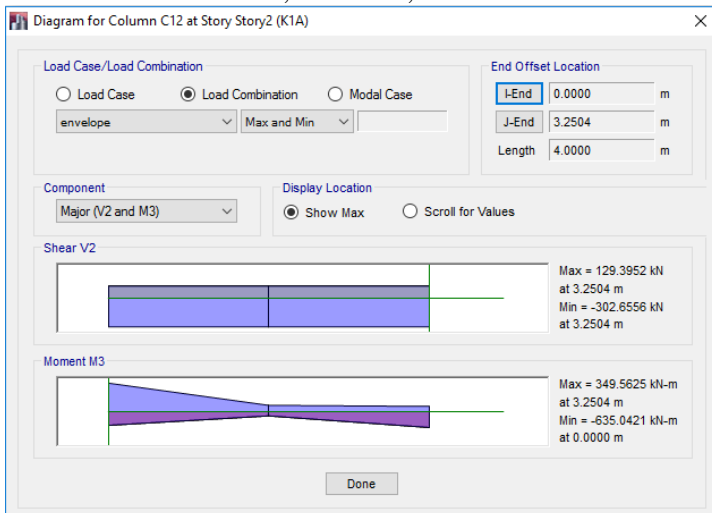 Diagram for Column C12 at Story Story2 (K1A)
Load Case/Load Combination
Load Case
Load Combination
Modal Case
envelope
Max and Min
End Offset Location
I-End 0.0000 m
J-End 3.2504 m
Length 4.0000 m
Component
Major (V2 and M3)
Display Location
Show Max
Scroll for Values
Shear V2
Max = 129.3952 kN
at 3.2504 m
Min = -302.6556 kN
at 3.2504 m
Moment M3
Max = 349.5625 kN-m
at 3.2504 m
Min = -635.0421 kN-m
at 0.0000 m
Done